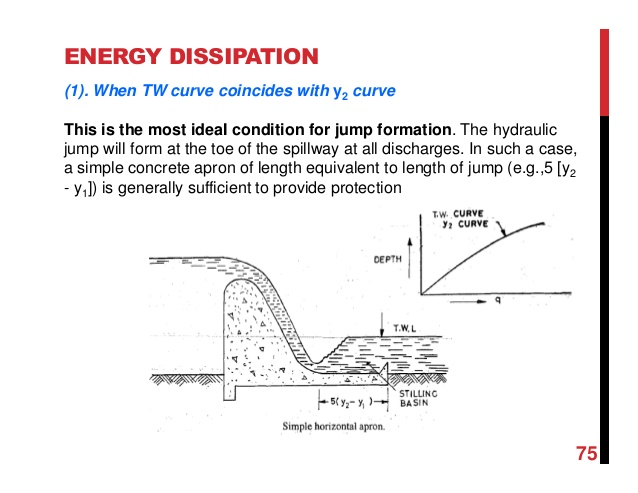 ENERGY DISSIPATION
(1). When TW curve coincides with y2 curve
This is the most ideal condition for jump formation. The hydraulic
jump will form at the toe of the spillway at all discharges. In such a case,
a simple concrete apron of length equivalent to length of jump (e.g.,5 [y2
- y1]) is generally sufficient to provide protection
T.W. CURVE
y2 CURVE
DEPTH
q
T.W.L
STILLING
BASIN
5(y2- y1)
Simple horizontal apron.
75